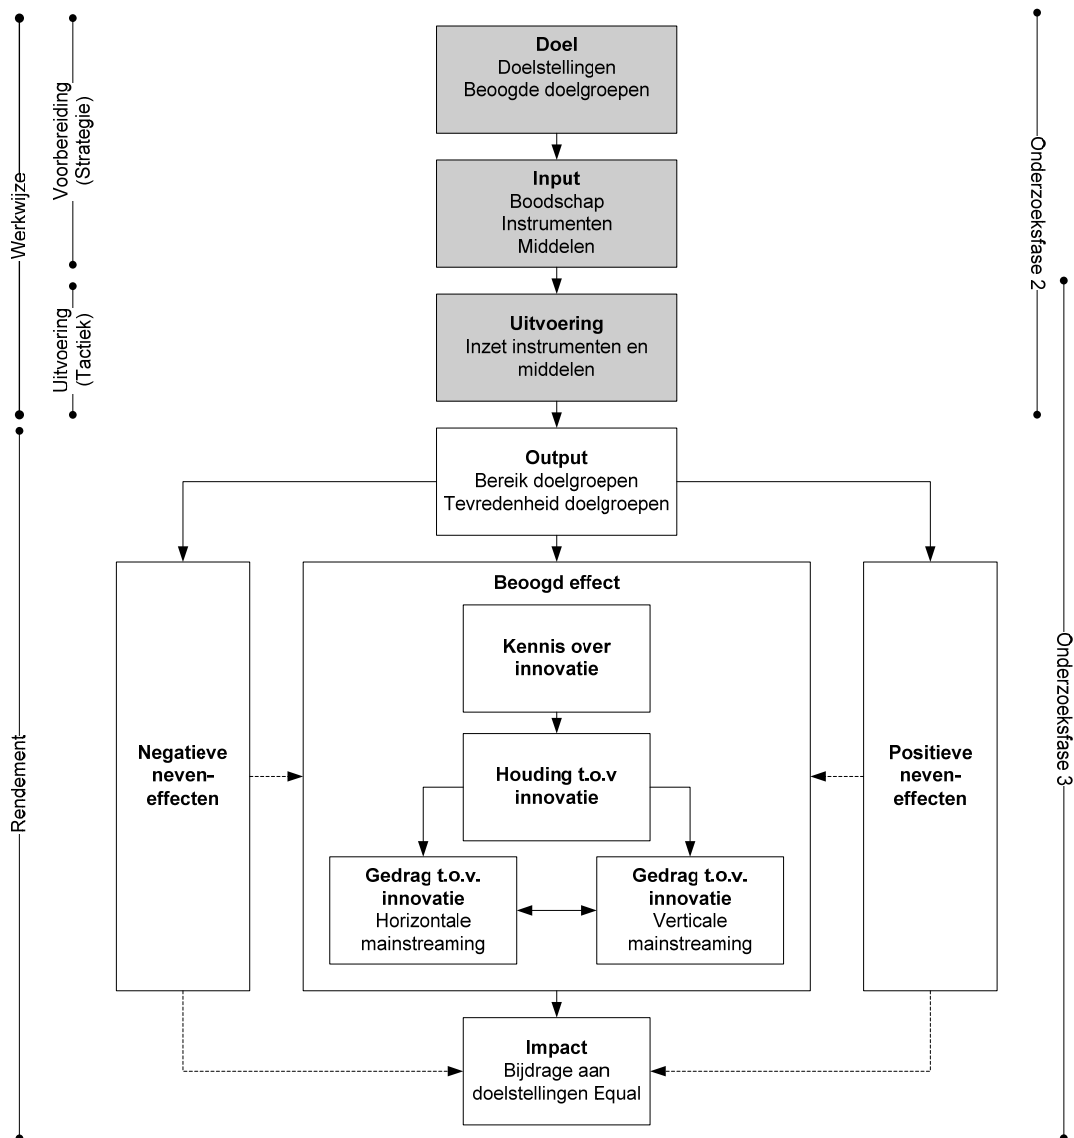 Doel
Doelstellingen
Beoogde doelgroepen
Input
Boodschap
Instrumenten
Middelen
Uitvoering
Inzet instrumenten en
middelen
Output
Bereik doelgroepen
Tevredenheid doelgroepen
Beoogd effect
Kennis over
innovatie
Houding t.o.v
innovatie
Gedrag t.o.v.
innovatie
Horizontale
mainstreaming
Gedrag t.o.v.
innovatie
Verticale
mainstreaming
Negatieve
neven-
effecten
Positieve
neven-
effecten
Impact
Bijdrage aan
doelstellingen Equal
Werkwijze
Voorbereiding
(Strategie)
Uitvoering
(Tactiek)
Rendement
Onderzoeksfase 2
Onderzoeksfase 3